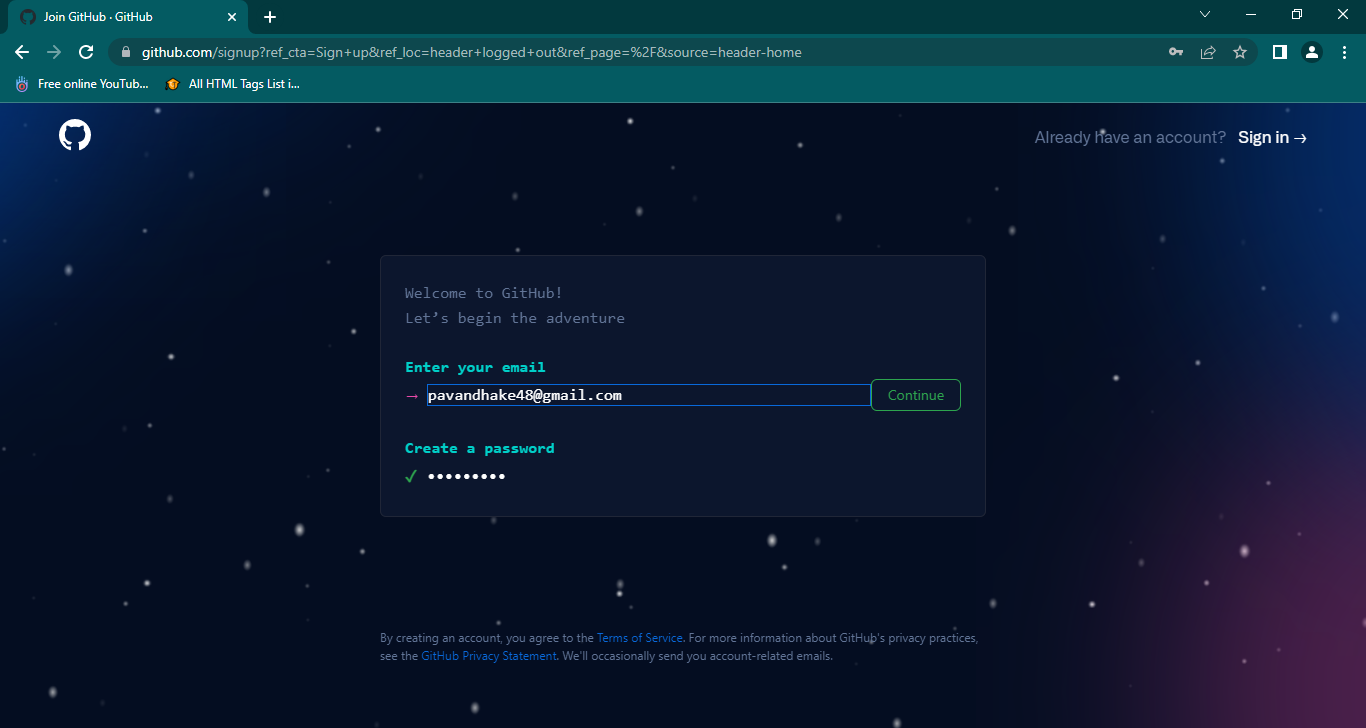 Join GitHub · GitHub
github.com/signup?ref_cta=Sign+up&ref_loc=header+logged+out&ref_page=%2F&source=header-home
Free online YouTub... All HTML Tags List i...
Already have an account? Sign in →
Welcome to GitHub!
Let’s begin the adventure
Enter your email
→ pavandhake48@gmail.com Continue
Create a password
✓ •••••••••
By creating an account, you agree to the Terms of Service. For more information about GitHub's privacy practices,
see the GitHub Privacy Statement. We'll occasionally send you account-related emails.